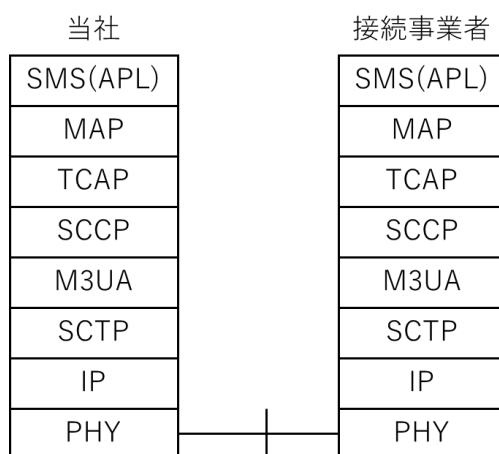 当社
SMS(APL)
MAP
TCAP
SCCP
M3UA
SCTP
IP
PHY
接続事業者
SMS(APL)
MAP
TCAP
SCCP
M3UA
SCTP
IP
PHY